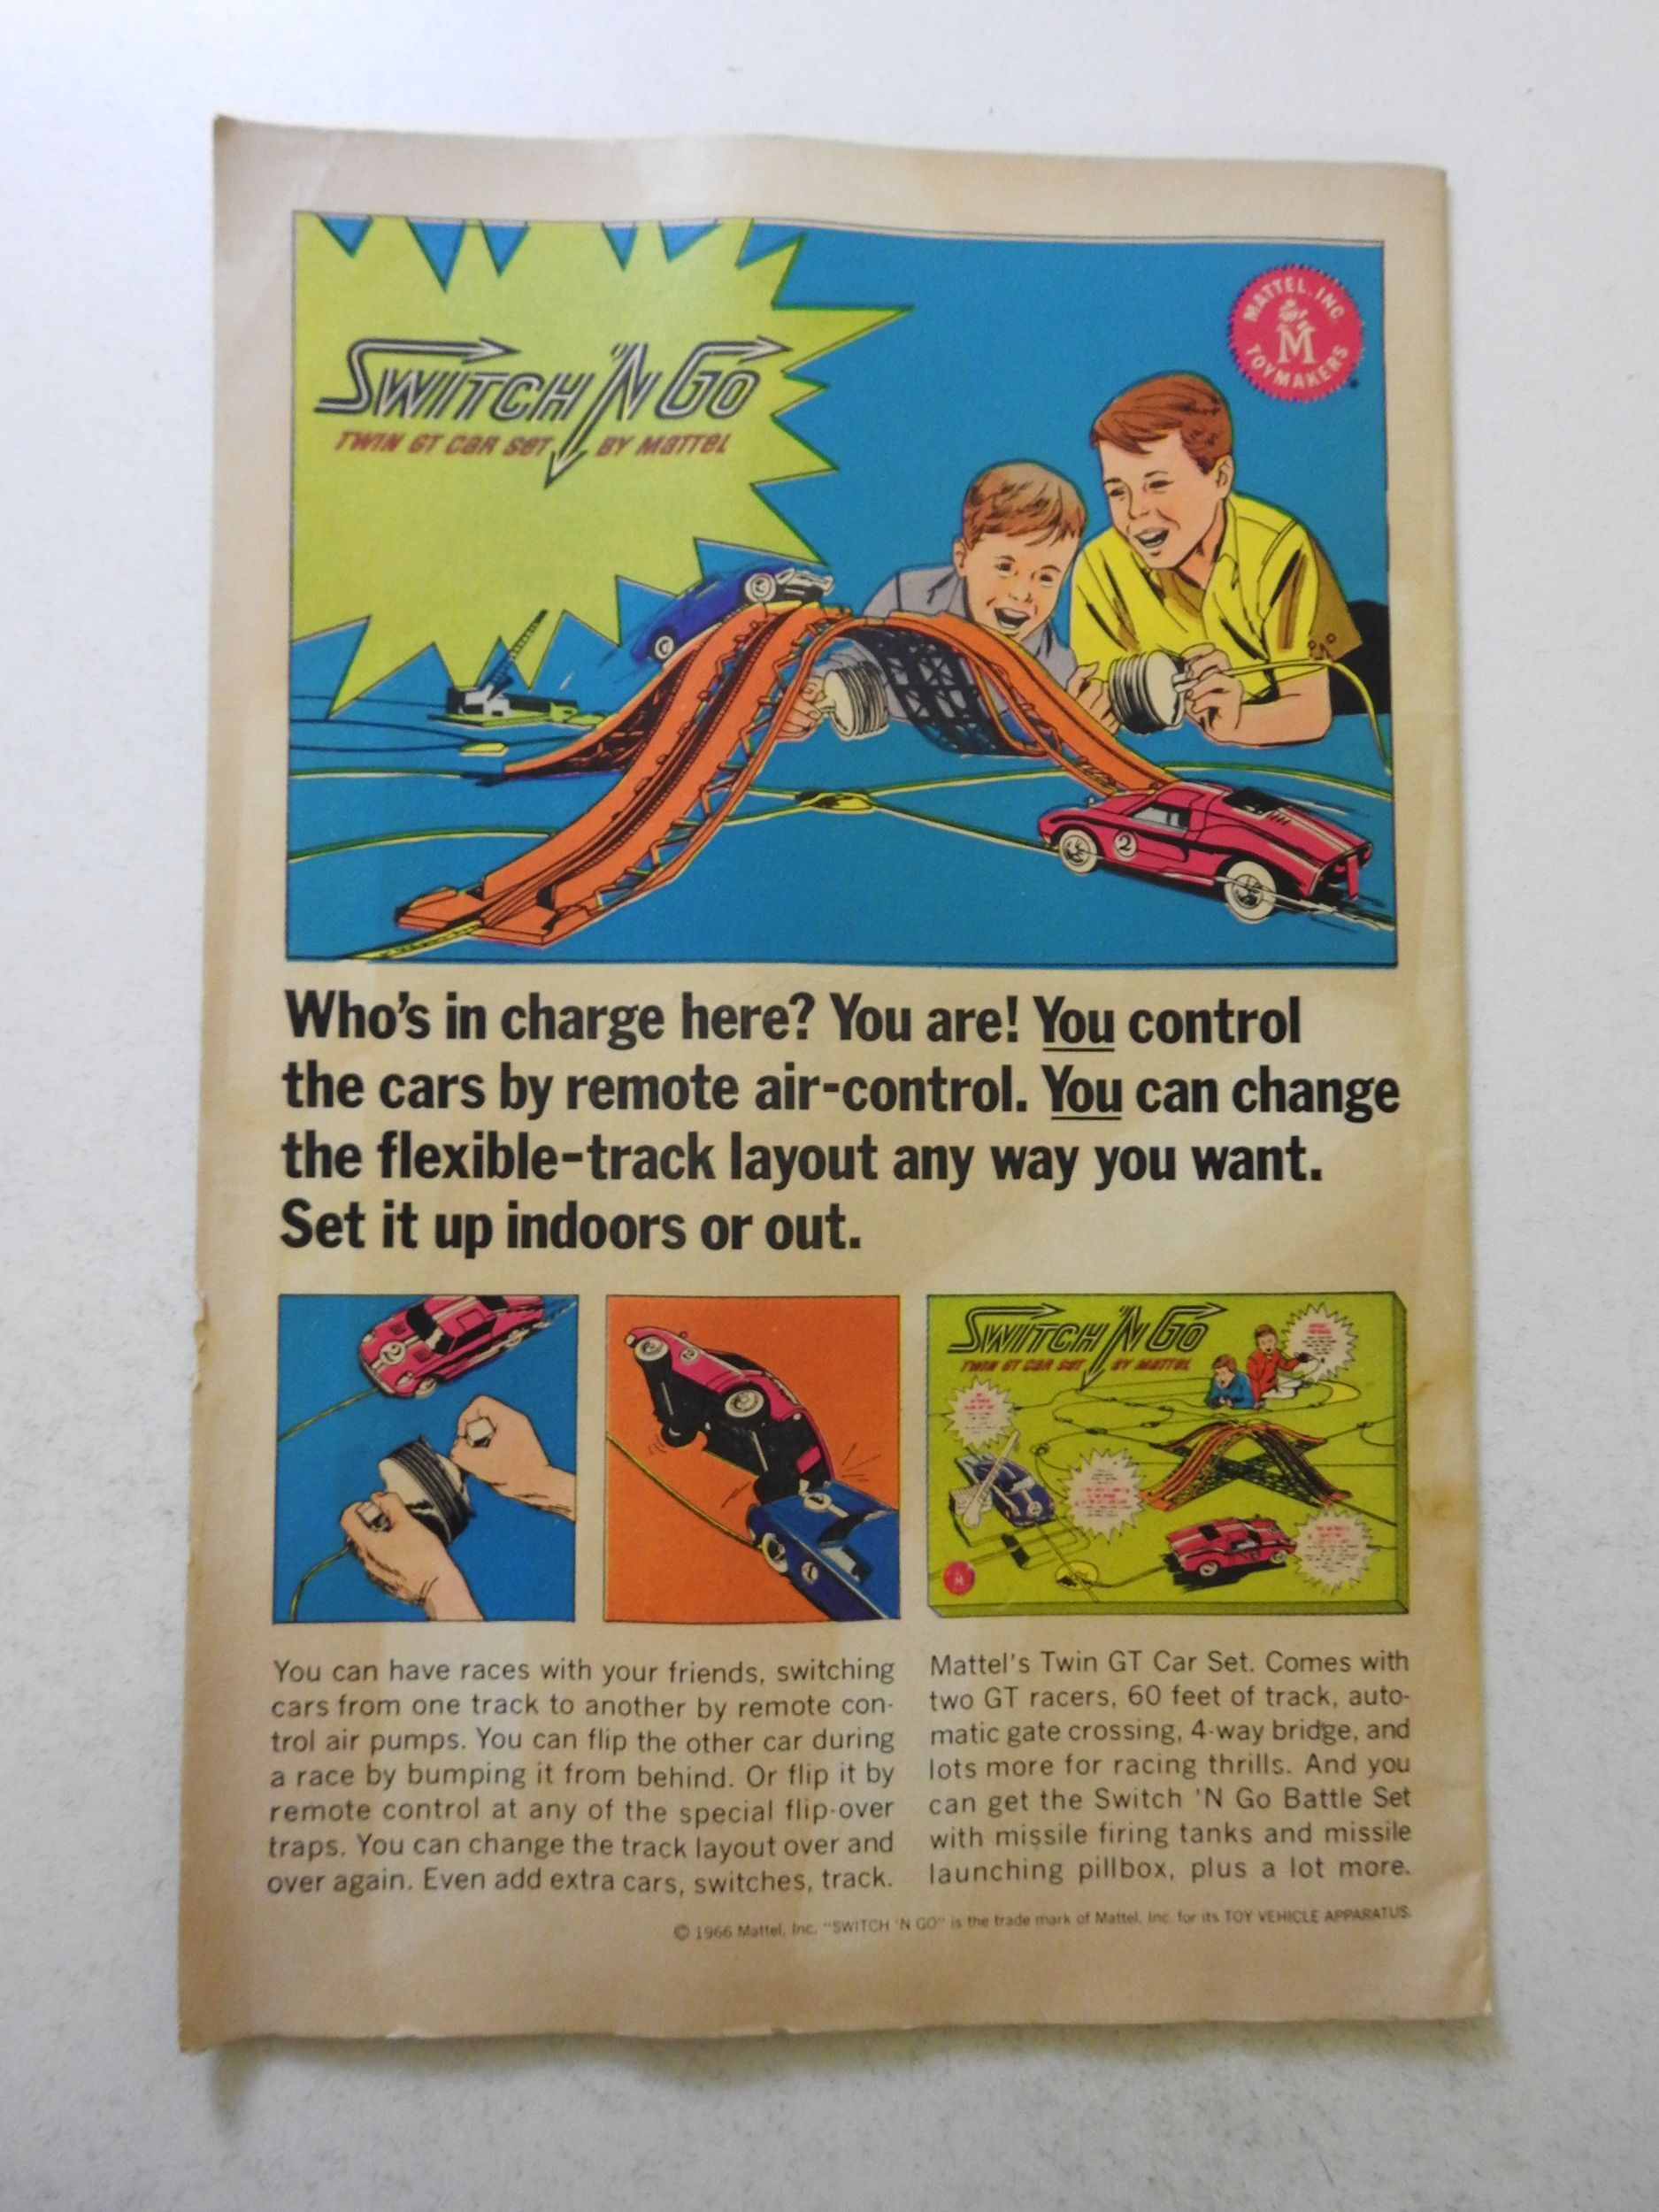 SWITCH 'N GO
TWIN GT CAR SET BY MATTEL
MATTEL, INC.
M
TOYMAKERS
2
Who's in charge here? You are! You control
the cars by remote air-control. You can change
the flexible-track layout any way you want.
Set it up indoors or out.
2
2
SWITCH 'N GO
TWIN GT CAR SET BY MATTEL
M
You can have races with your friends, switching
cars from one track to another by remote con-
trol air pumps. You can flip the other car during
a race by bumping it from behind. Or flip it by
remote control at any of the special flip-over
traps. You can change the track layout over and
over again. Even add extra cars, switches, track.
Mattel's Twin GT Car Set. Comes with
two GT racers, 60 feet of track, auto-
matic gate crossing, 4-way bridge, and
lots more for racing thrills. And you
can get the Switch 'N Go Battle Set
with missile firing tanks and missile
launching pillbox, plus a lot more.
© 1966 Mattel, Inc. "SWITCH 'N GO" is the trade mark of Mattel, Inc. for its TOY VEHICLE APPARATUS.